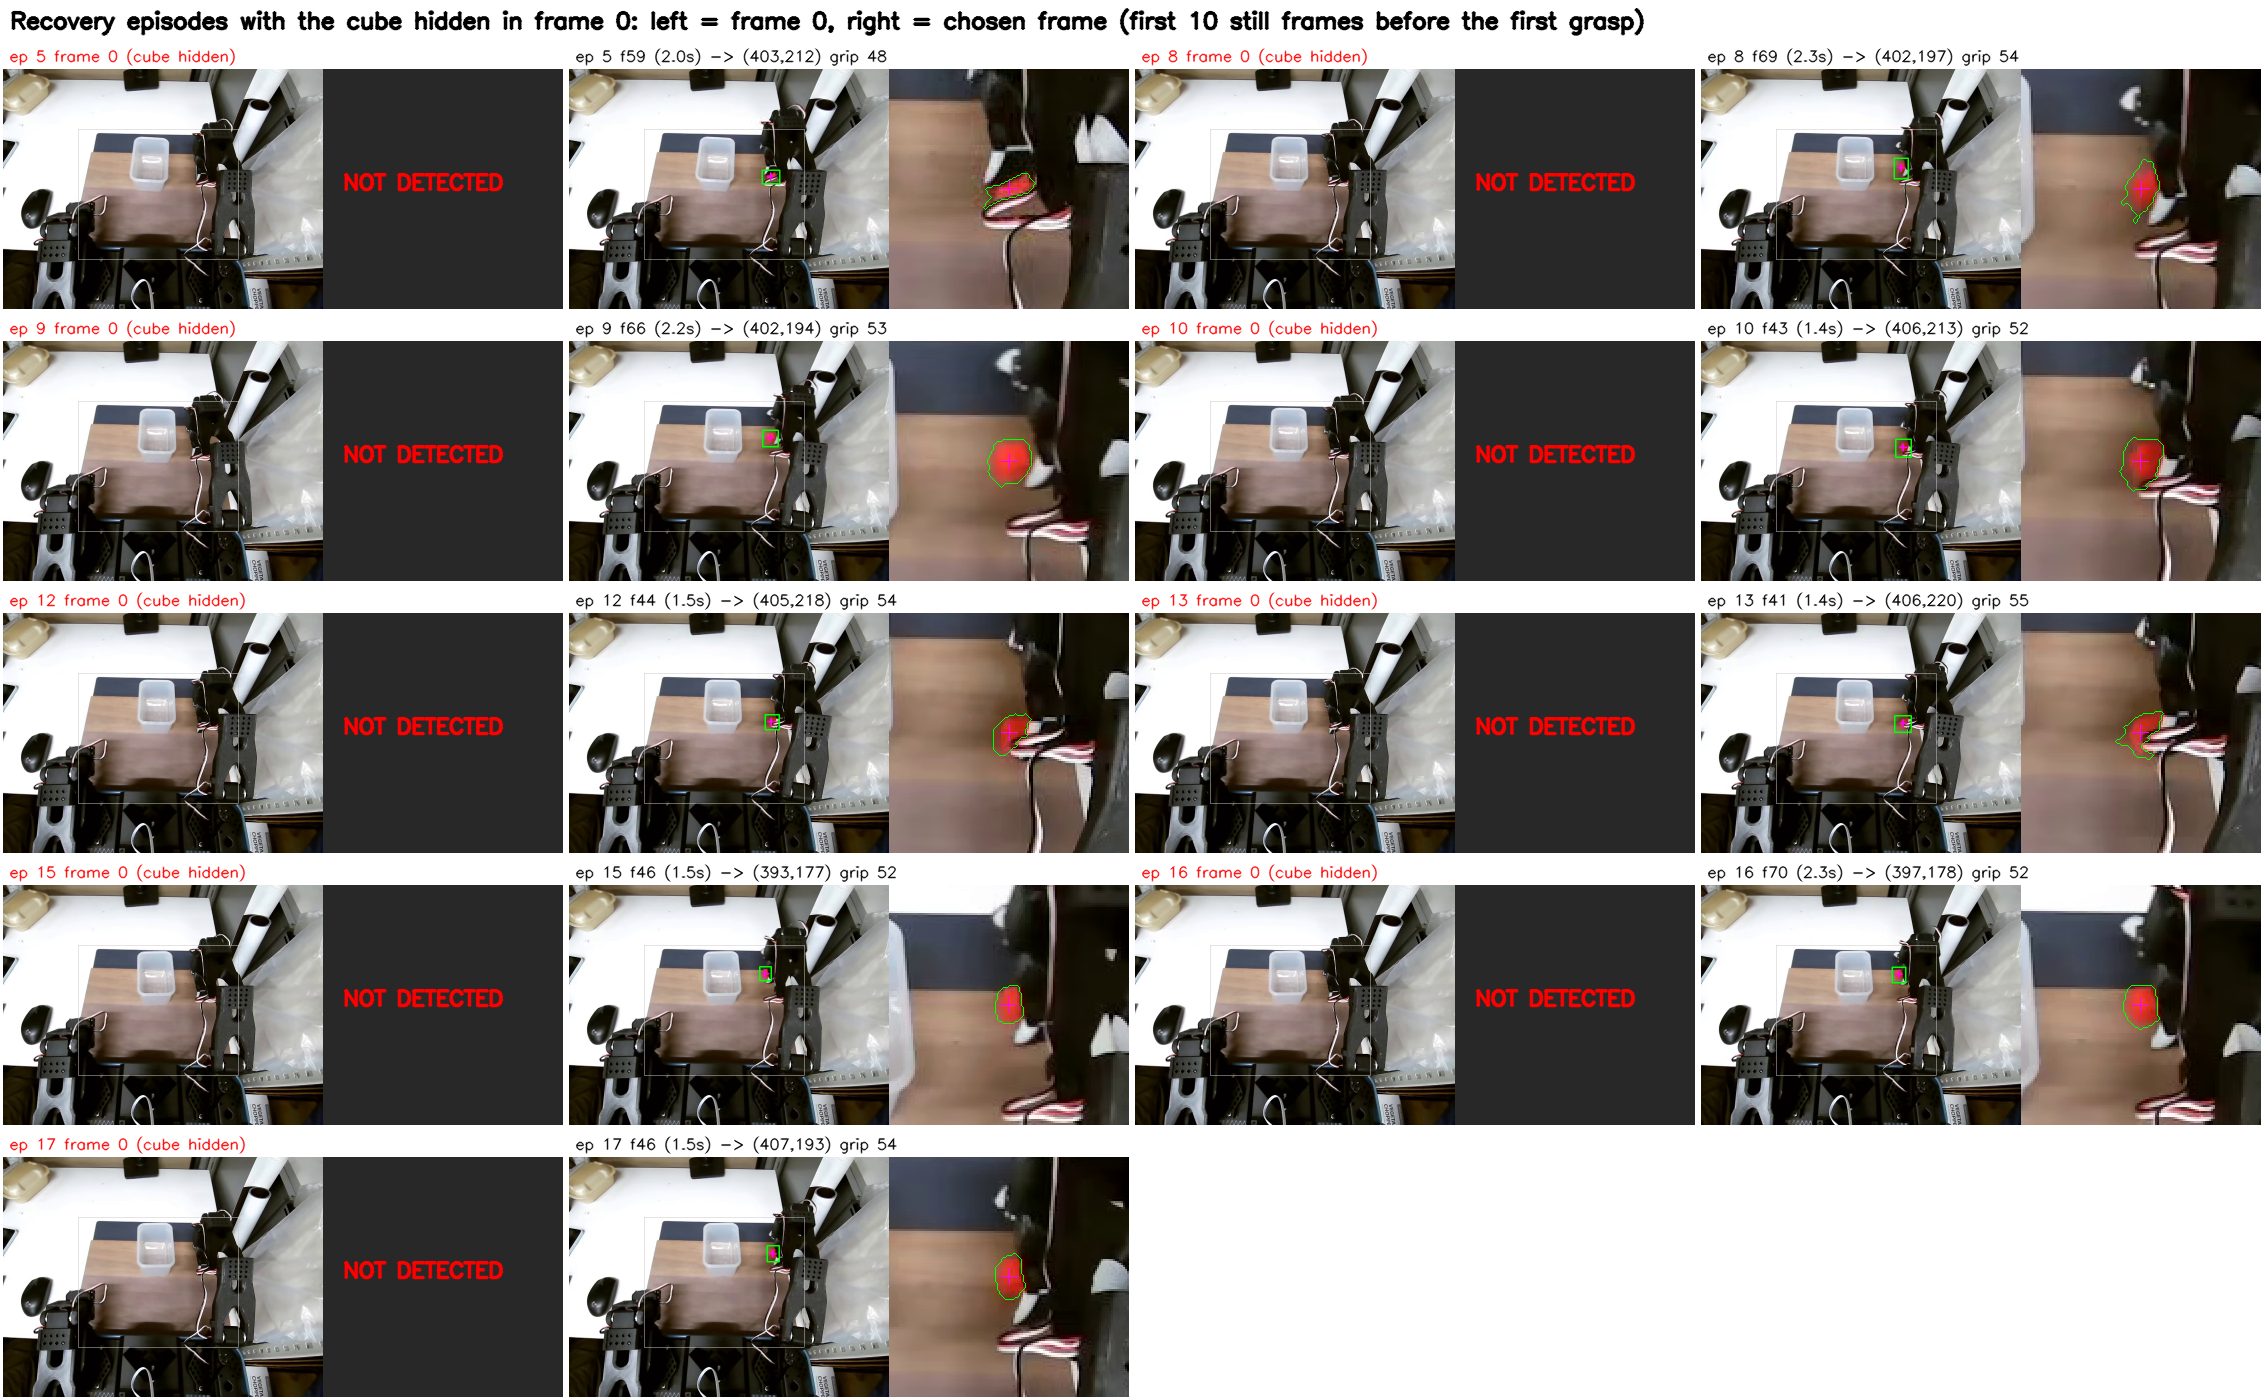 Recovery episodes with the cube hidden in frame 0: left = frame 0, right = chosen frame (first 10 still frames before the first grasp)
ep 5 frame 0 (cube hidden)
NOT DETECTED
ep 5 f59 (2.0s) -> (403,212) grip 48
ep 8 frame 0 (cube hidden)
NOT DETECTED
ep 8 f69 (2.3s) -> (402,197) grip 54
ep 9 frame 0 (cube hidden)
NOT DETECTED
ep 9 f66 (2.2s) -> (402,194) grip 53
ep 10 frame 0 (cube hidden)
NOT DETECTED
ep 10 f43 (1.4s) -> (406,213) grip 52
ep 12 frame 0 (cube hidden)
NOT DETECTED
ep 12 f44 (1.5s) -> (405,218) grip 54
ep 13 frame 0 (cube hidden)
NOT DETECTED
ep 13 f41 (1.4s) -> (406,220) grip 55
ep 15 frame 0 (cube hidden)
NOT DETECTED
ep 15 f46 (1.5s) -> (393,177) grip 52
ep 16 frame 0 (cube hidden)
NOT DETECTED
ep 16 f70 (2.3s) -> (397,178) grip 52
ep 17 frame 0 (cube hidden)
NOT DETECTED
ep 17 f46 (1.5s) -> (407,193) grip 54